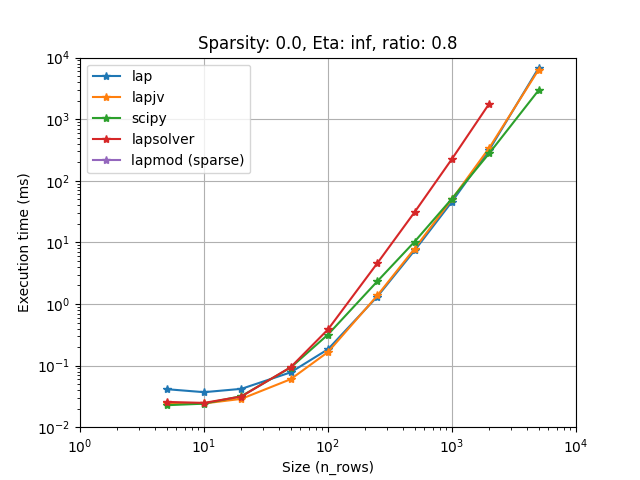 Sparsity: 0.0, Eta: inf, ratio: 0.8
10^4
10^3
10^2
10^1
10^0
10^-1
10^-2
Execution time (ms)
lap
lapjv
scipy
lapsolver
lapmod (sparse)
10^0 10^1 10^2 10^3 10^4
Size (n_rows)